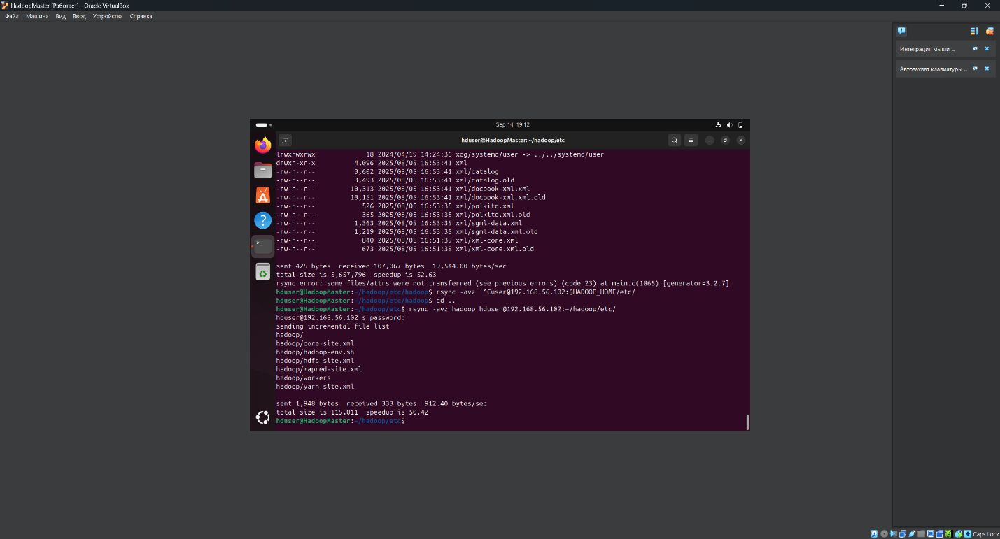 HadoopMaster [Работает] - Oracle VirtualBox
Файл Машина Вид Ввод Устройства Справка
Интеграция мыши ...
Автозахват клавиатуры ...
Sep 14 19:12
hduser@HadoopMaster: ~/hadoop/etc
lrwxrwxrwx 18 2024/04/19 14:24:36 xdg/systemd/user -> ../../systemd/user
drwxr-xr-x 4,096 2025/08/05 16:53:41 xml
-rw-r--r-- 3,602 2025/08/05 16:53:41 xml/catalog
-rw-r--r-- 3,493 2025/08/05 16:53:41 xml/catalog.old
-rw-r--r-- 10,313 2025/08/05 16:53:41 xml/docbook-xml.xml
-rw-r--r-- 10,151 2025/08/05 16:53:41 xml/docbook-xml.xml.old
-rw-r--r-- 526 2025/08/05 16:53:35 xml/polkitd.xml
-rw-r--r-- 365 2025/08/05 16:53:35 xml/polkitd.xml.old
-rw-r--r-- 1,363 2025/08/05 16:53:35 xml/sgml-data.xml
-rw-r--r-- 1,219 2025/08/05 16:53:35 xml/sgml-data.xml.old
-rw-r--r-- 840 2025/08/05 16:51:39 xml/xml-core.xml
-rw-r--r-- 673 2025/08/05 16:51:38 xml/xml-core.xml.old
sent 425 bytes received 107,067 bytes 19,544.00 bytes/sec
total size is 5,657,796 speedup is 52.63
rsync error: some files/attrs were not transferred (see previous errors) (code 23) at main.c(1865) [generator=3.2.7]
hduser@HadoopMaster:~/hadoop/etc/hadoop$ rsync -avz ^Cuser@192.168.56.102:$HADOOP_HOME/etc/
hduser@HadoopMaster:~/hadoop/etc/hadoop$ cd ..
hduser@HadoopMaster:~/hadoop/etc$ rsync -avz hadoop hduser@192.168.56.102:~/hadoop/etc/
hduser@192.168.56.102's password:
sending incremental file list
hadoop/
hadoop/core-site.xml
hadoop/hadoop-env.sh
hadoop/hdfs-site.xml
hadoop/mapred-site.xml
hadoop/workers
hadoop/yarn-site.xml
sent 1,948 bytes received 333 bytes 912.40 bytes/sec
total size is 115,011 speedup is 50.42
hduser@HadoopMaster:~/hadoop/etc$
Caps Lock